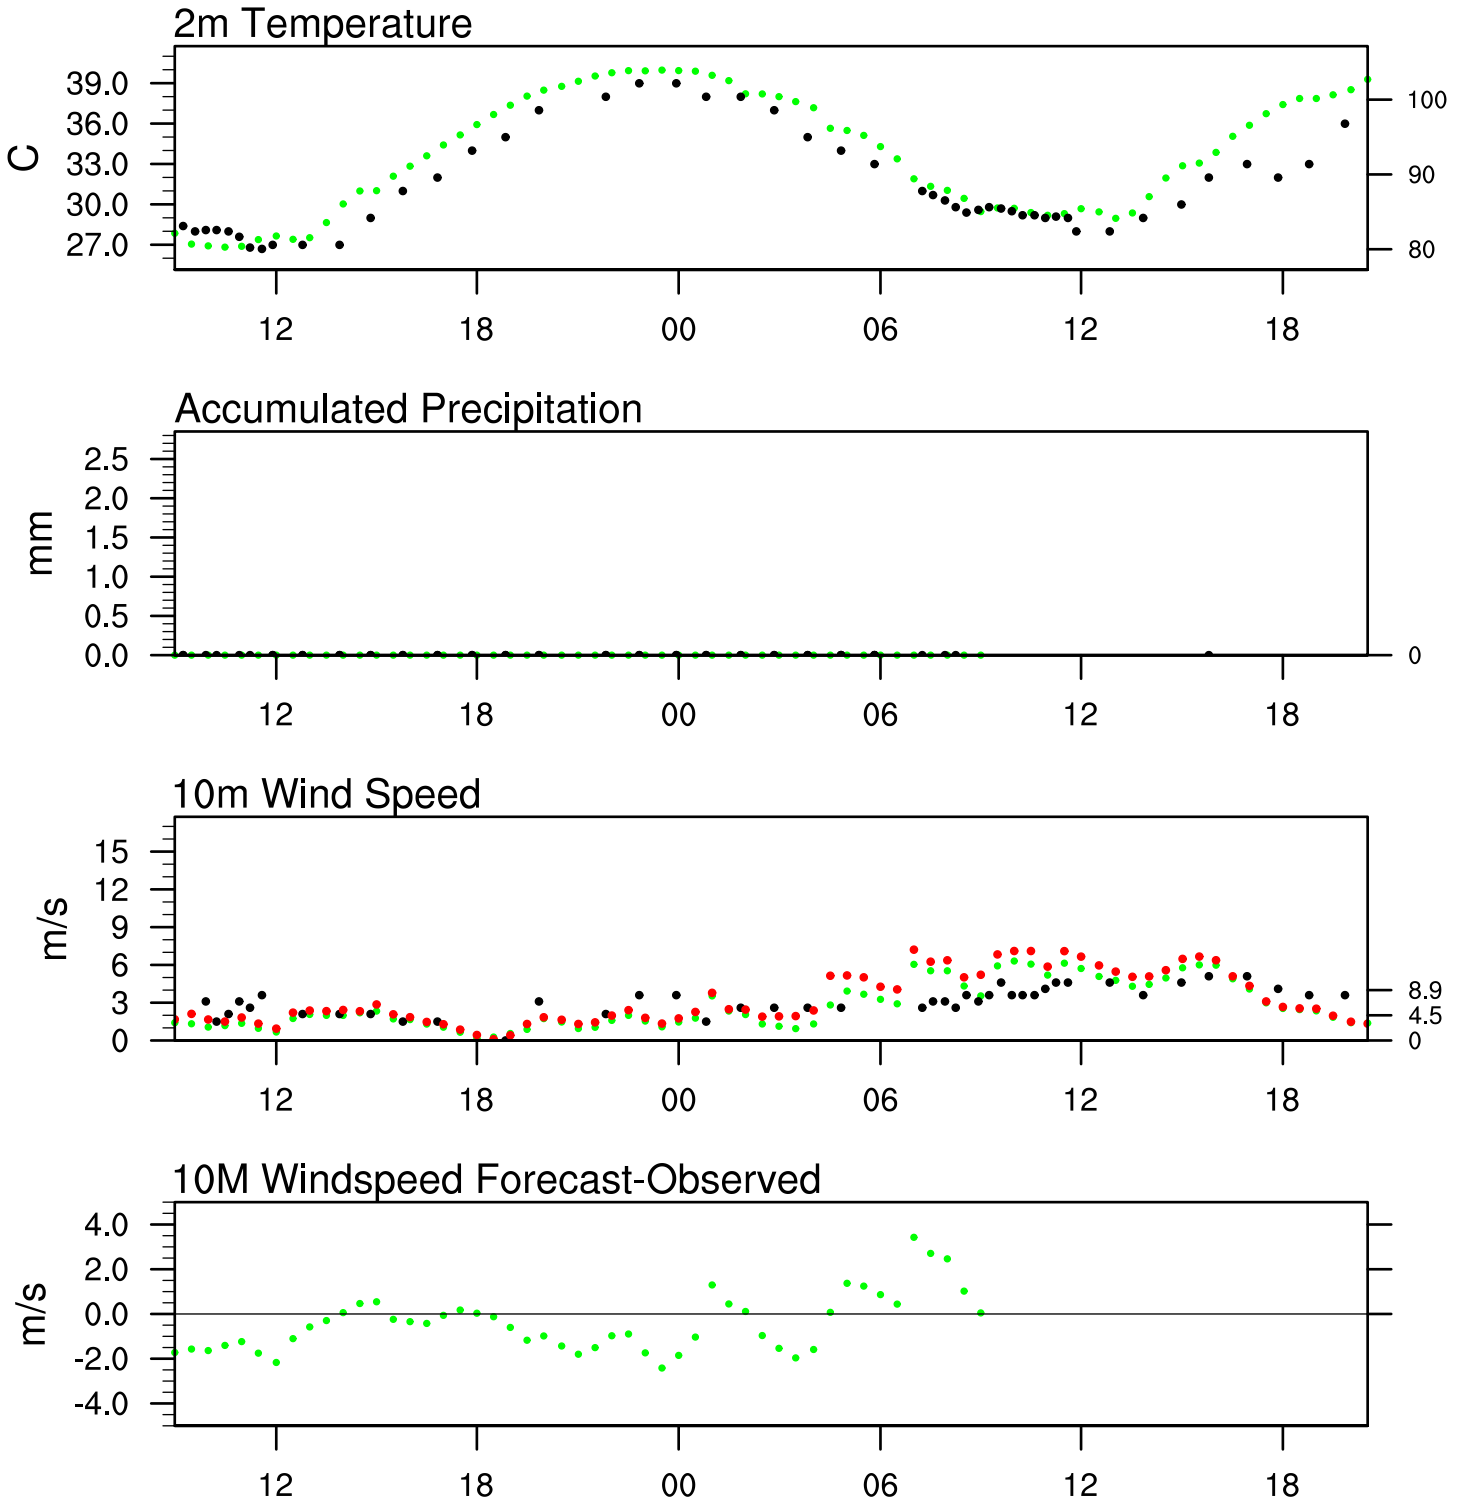 2m Temperature
39.0
36.0
33.0
30.0
27.0
C
100
90
80
12 18 00 06 12 18
Accumulated Precipitation
2.5
2.0
1.5
1.0
0.5
0.0
mm
0
12 18 00 06 12 18
10m Wind Speed
15
12
9
6
3
0
m/s
8.9
4.5
0
12 18 00 06 12 18
10M Windspeed Forecast-Observed
4.0
2.0
0.0
-2.0
-4.0
m/s
12 18 00 06 12 18